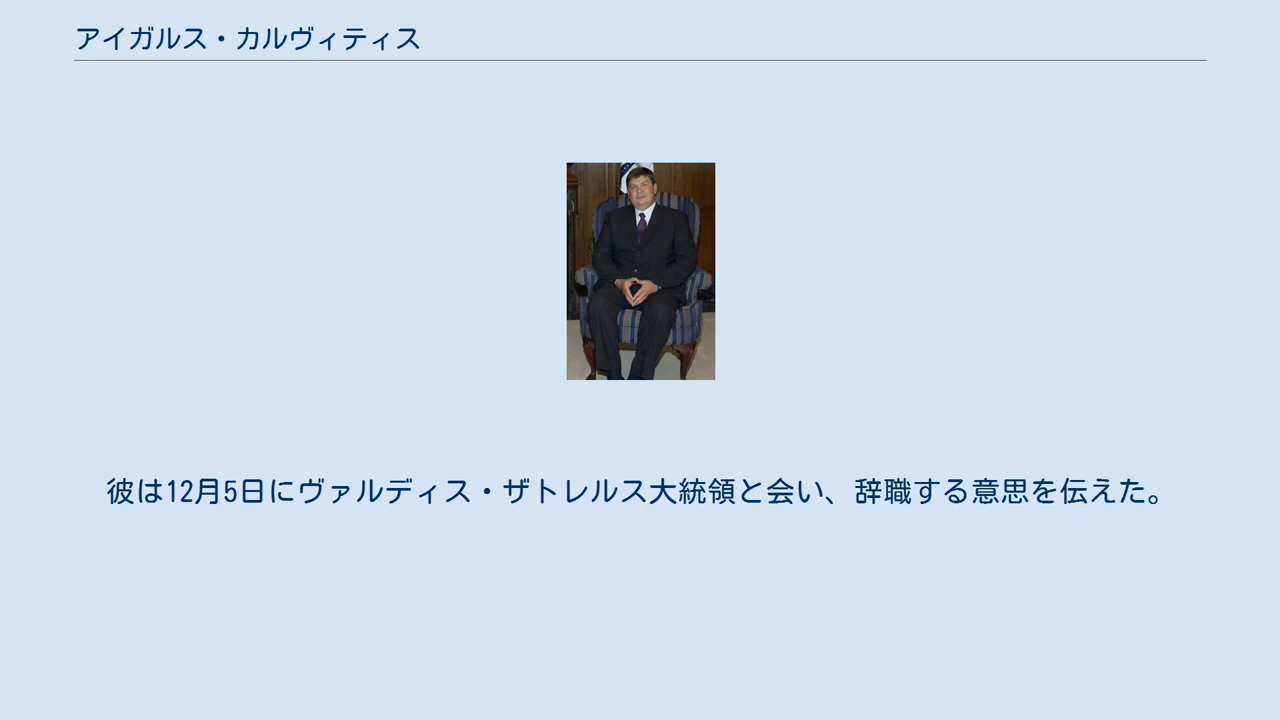 アイガルス・カルヴィティス
彼は12月5日にヴァルディス・ザトレルス大統領と会い、辞職する意思を伝えた。